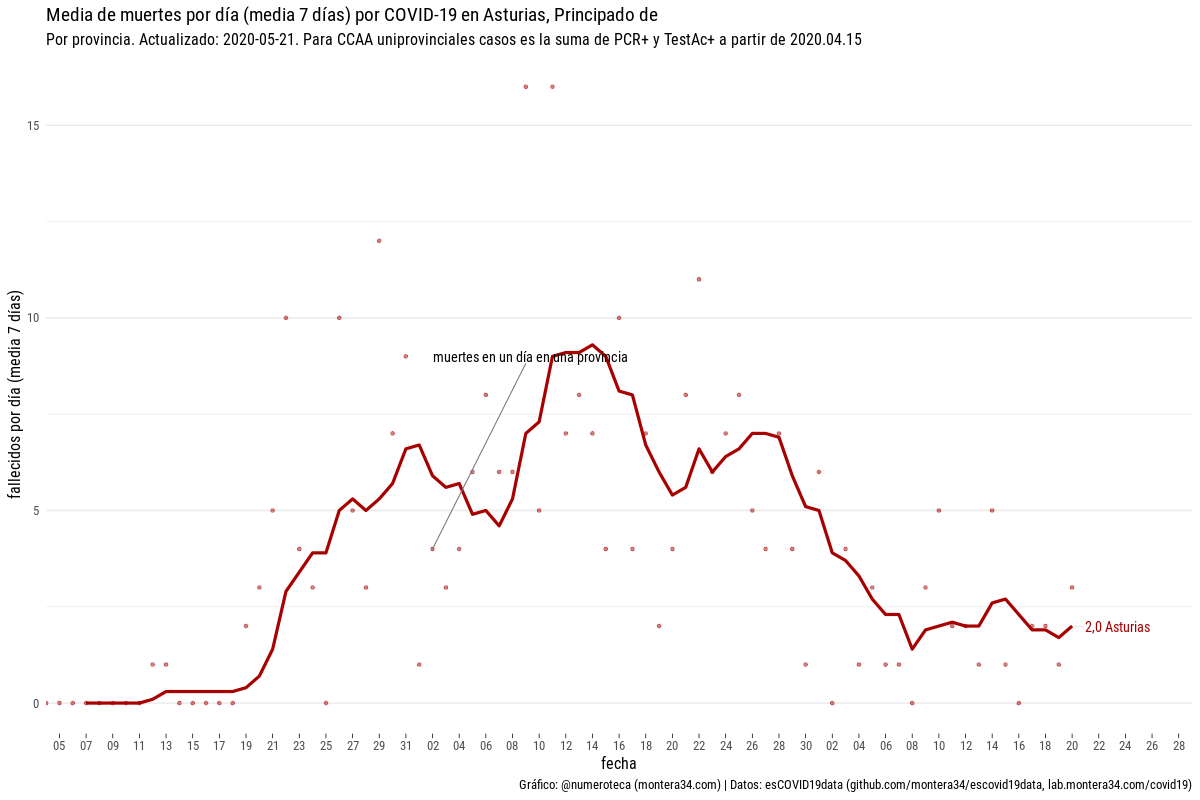 Media de muertes por día (media 7 días) por COVID-19 en Asturias, Principado de
Por provincia. Actualizado: 2020-05-21. Para CCAA uniprovinciales casos es la suma de PCR+ y TestAc+ a partir de 2020.04.15
fallecidos por día (media 7 días)
15
10
5
0
muertes en un día en una provincia
2,0 Asturias
05 07 09 11 13 15 17 19 21 23 25 27 29 31 02 04 06 08 10 12 14 16 18 20 22 24 26 28 30 02 04 06 08 10 12 14 16 18 20 22 24 26 28
fecha
Gráfico: @numeroteca (montera34.com) | Datos: esCOVID19data (github.com/montera34/escovid19data, lab.montera34.com/covid19)